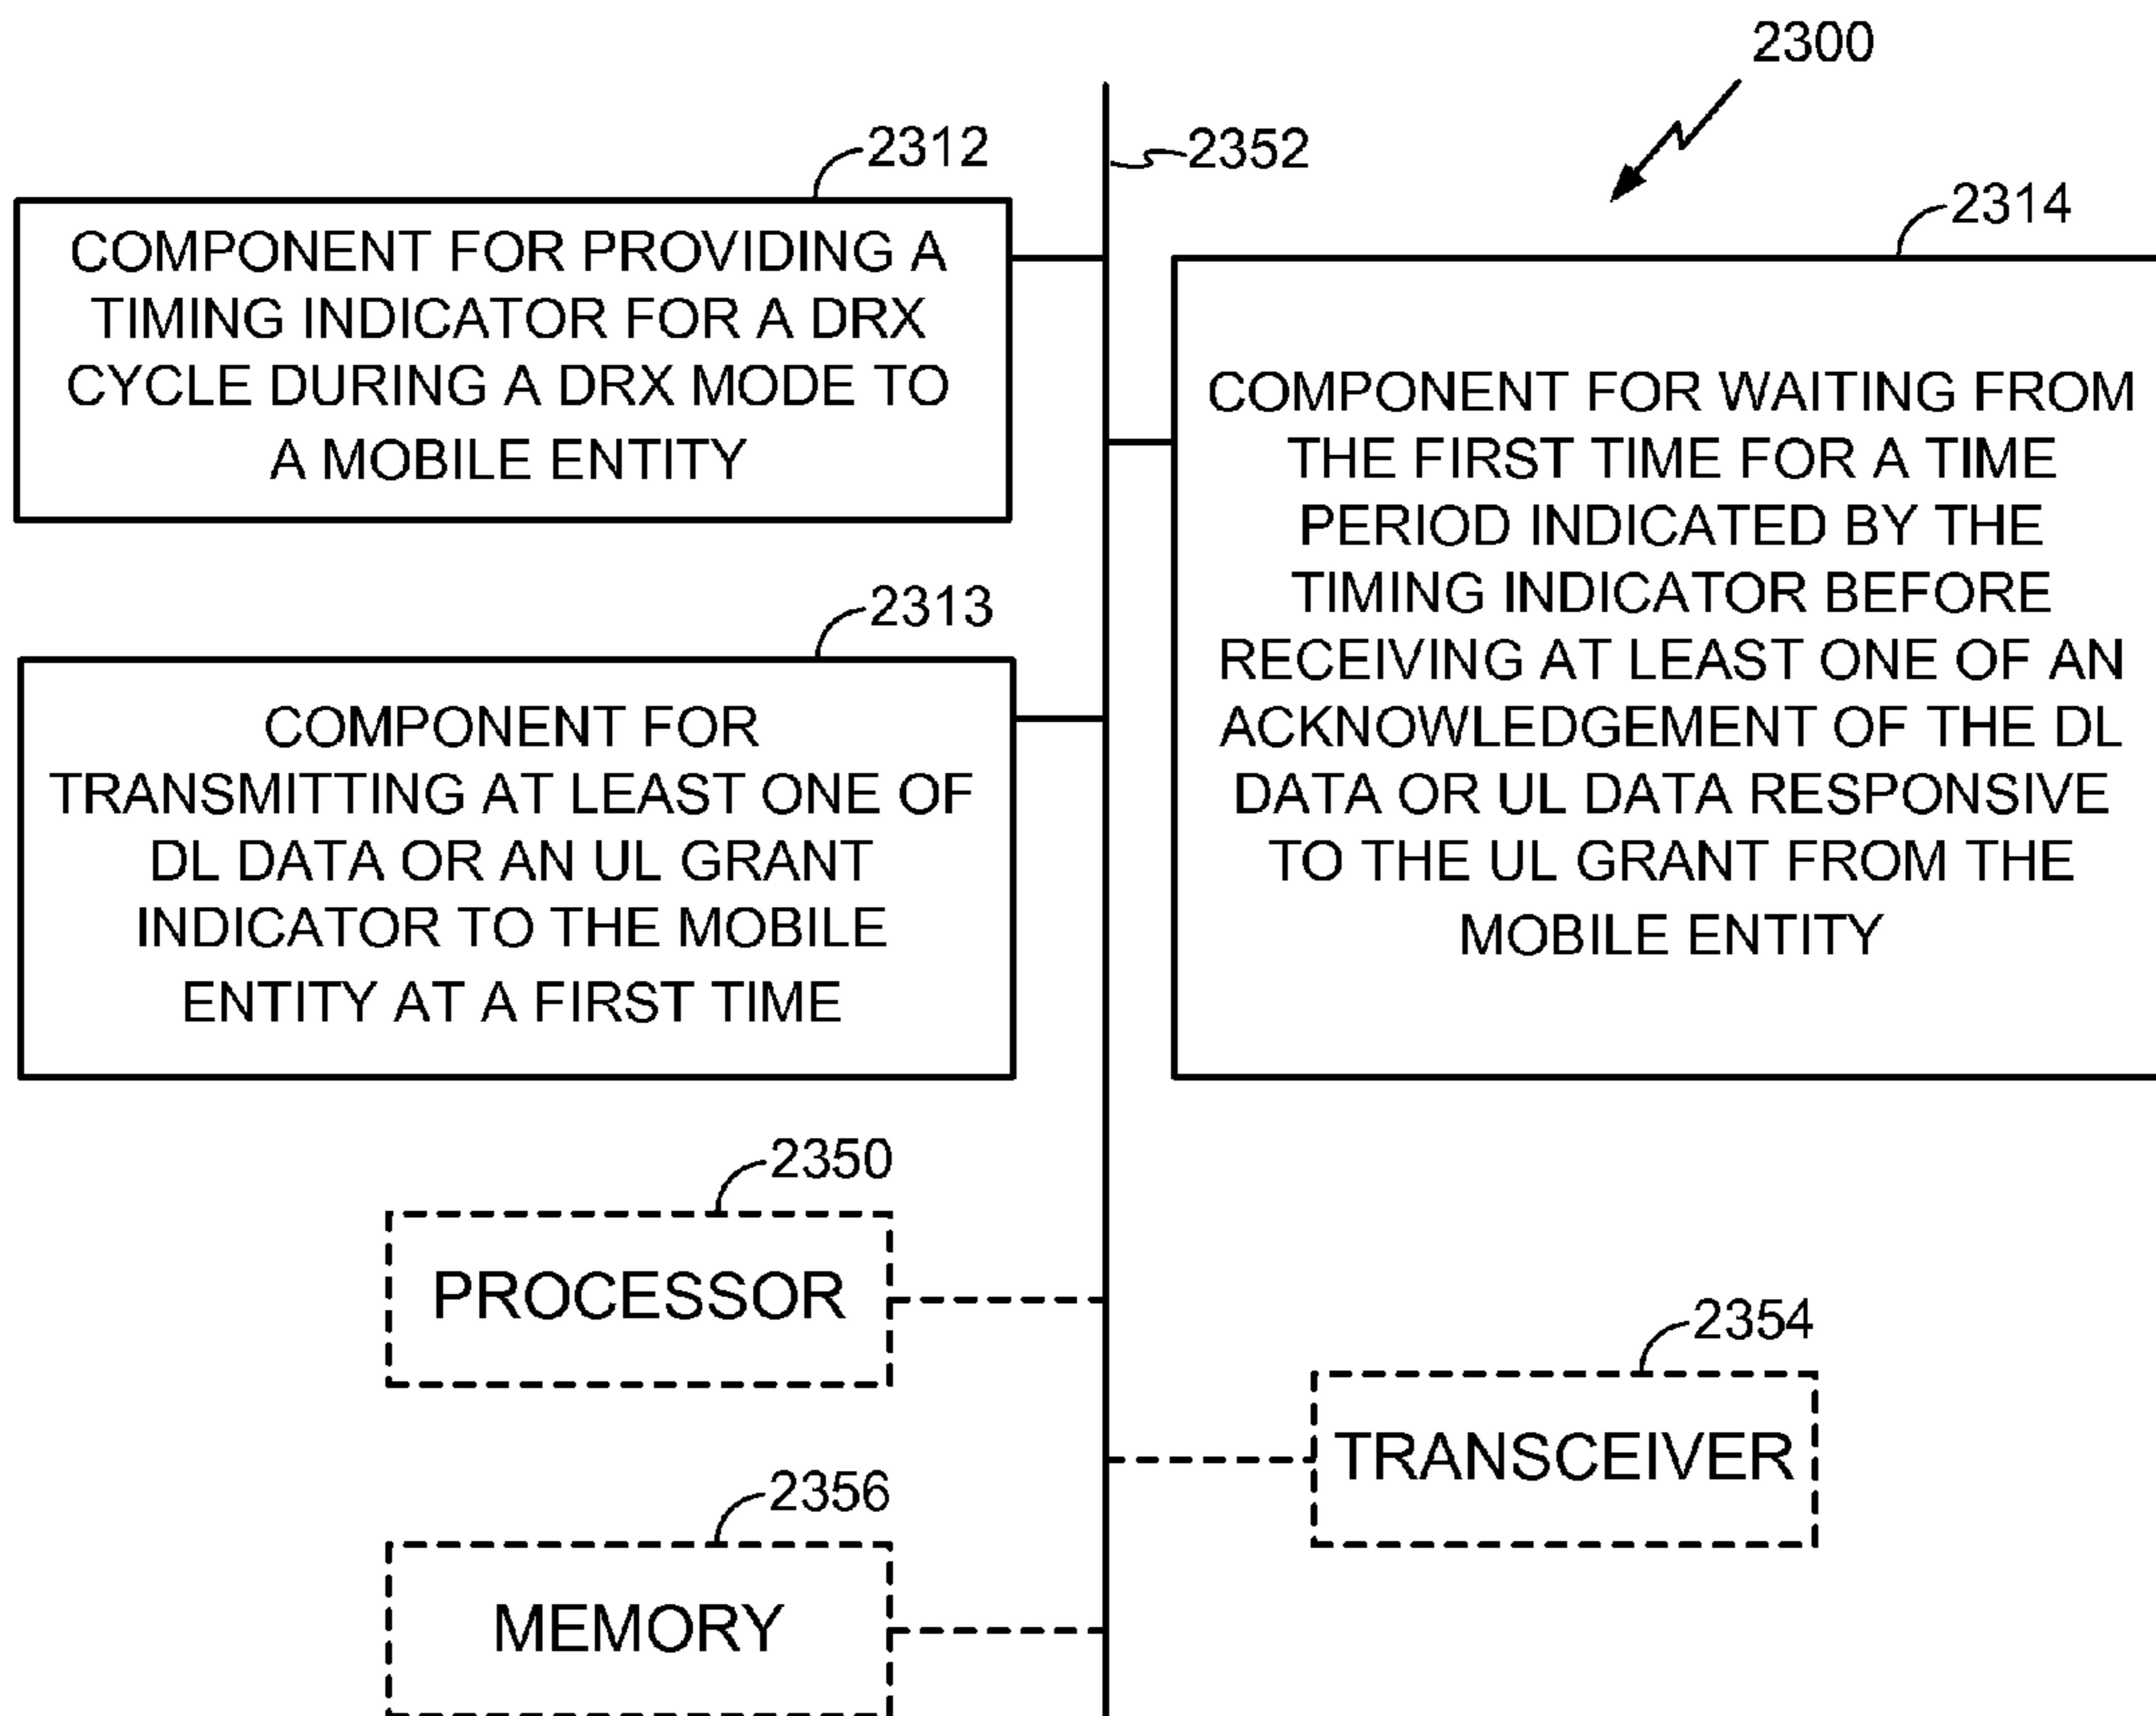 2300
2312
2352
2314
COMPONENT FOR PROVIDING A
TIMING INDICATOR FOR A DRX
CYCLE DURING A DRX MODE TO
A MOBILE ENTITY
COMPONENT FOR WAITING FROM
THE FIRST TIME FOR A TIME
PERIOD INDICATED BY THE
TIMING INDICATOR BEFORE
RECEIVING AT LEAST ONE OF AN
ACKNOWLEDGEMENT OF THE DL
DATA OR UL DATA RESPONSIVE
TO THE UL GRANT FROM THE
MOBILE ENTITY
2313
COMPONENT FOR
TRANSMITTING AT LEAST ONE OF
DL DATA OR AN UL GRANT
INDICATOR TO THE MOBILE
ENTITY AT A FIRST TIME
2350
PROCESSOR
2354
TRANSCEIVER
2356
MEMORY